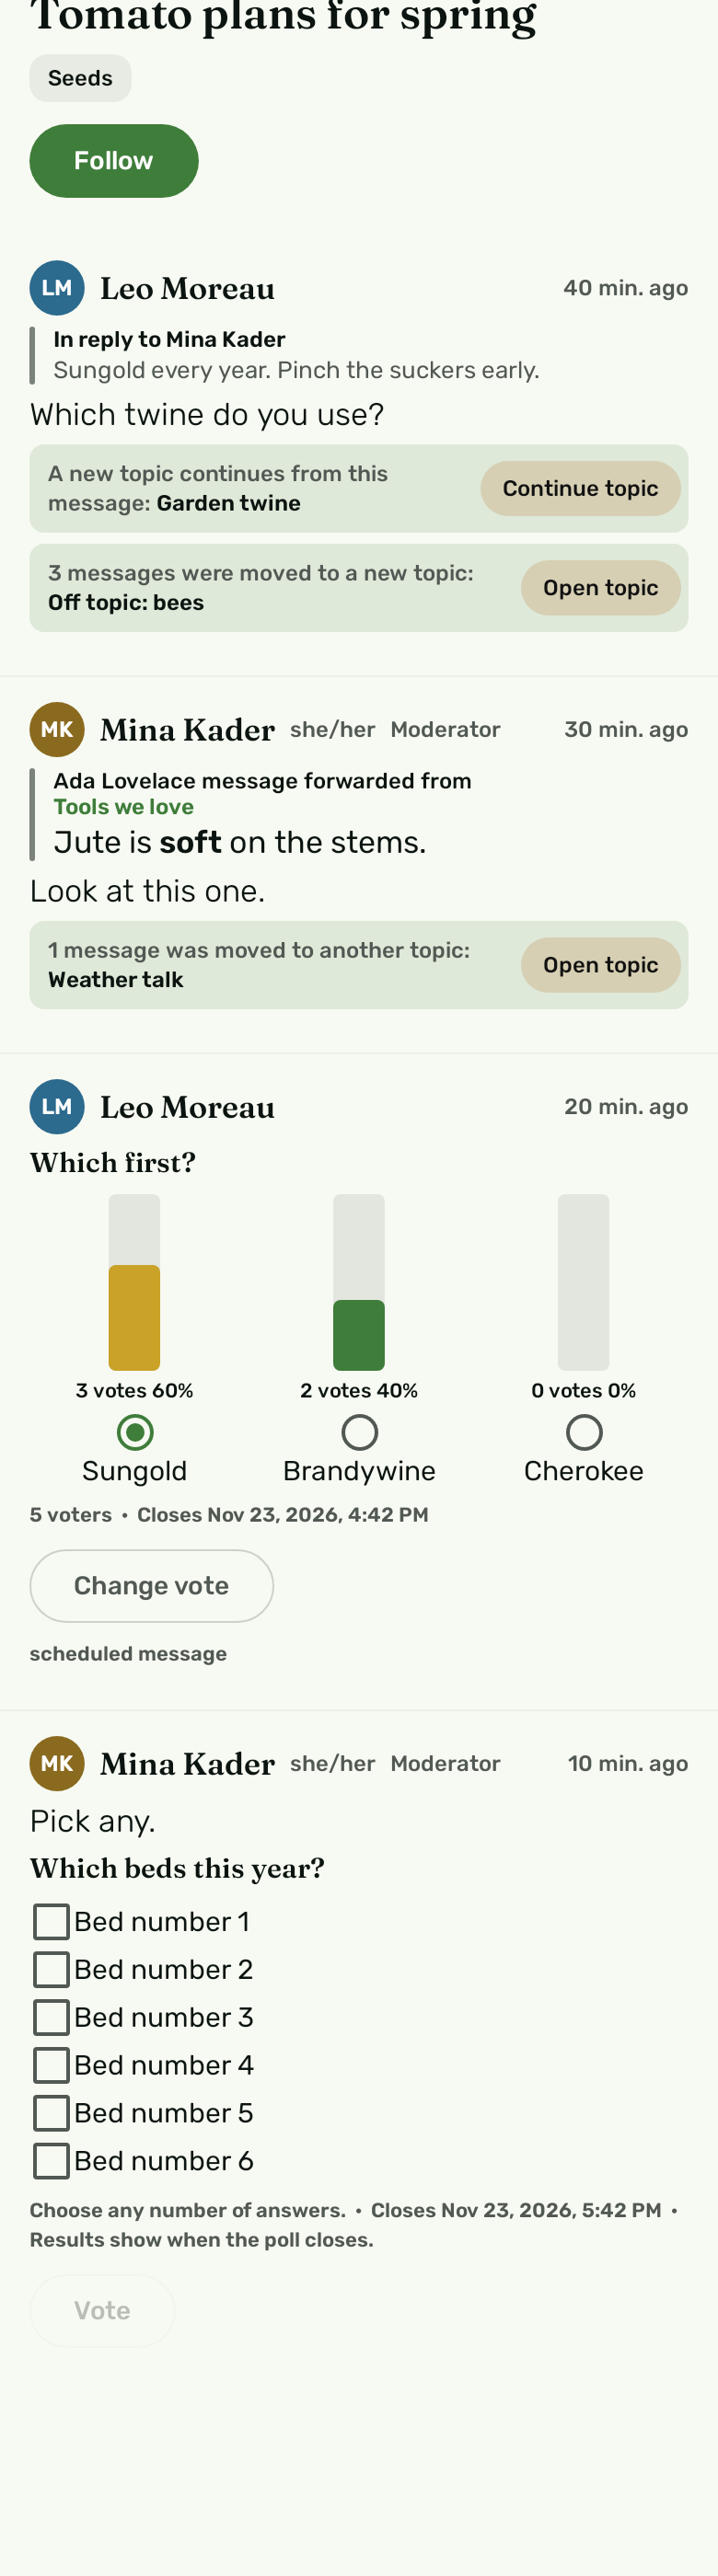 Tomato plans for spring
Seeds
Follow
LM Leo Moreau 40 min. ago
In reply to Mina Kader
Sungold every year. Pinch the suckers early.
Which twine do you use?
A new topic continues from this
message: Garden twine
Continue topic
3 messages were moved to a new topic:
Off topic: bees
Open topic
MK Mina Kader she/her Moderator 30 min. ago
Ada Lovelace message forwarded from
Tools we love
Jute is soft on the stems.
Look at this one.
1 message was moved to another topic:
Weather talk
Open topic
LM Leo Moreau 20 min. ago
Which first?
3 votes 60% 2 votes 40% 0 votes 0%
Sungold Brandywine Cherokee
5 voters • Closes Nov 23, 2026, 4:42 PM
Change vote
scheduled message
MK Mina Kader she/her Moderator 10 min. ago
Pick any.
Which beds this year?
Bed number 1
Bed number 2
Bed number 3
Bed number 4
Bed number 5
Bed number 6
Choose any number of answers. • Closes Nov 23, 2026, 5:42 PM •
Results show when the poll closes.
Vote